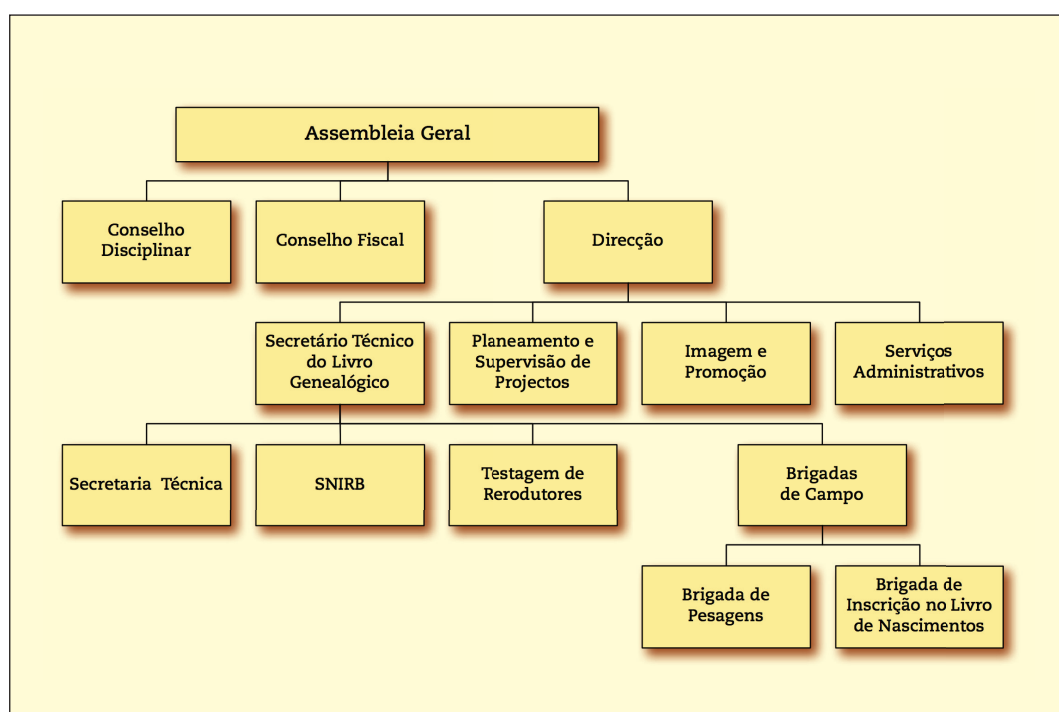 Assembleia Geral
Conselho
Disciplinar
Conselho Fiscal
Direcção
Secretário Técnico
do Livro
Genealógico
Planeamento e
Supervisão de
Projectos
Imagem e
Promoção
Serviços
Administrativos
Secretaria Técnica
SNIRB
Testagem de
Rerodutores
Brigadas
de Campo
Brigada de
Pesagens
Brigada de
Inscrição no Livro
de Nascimentos